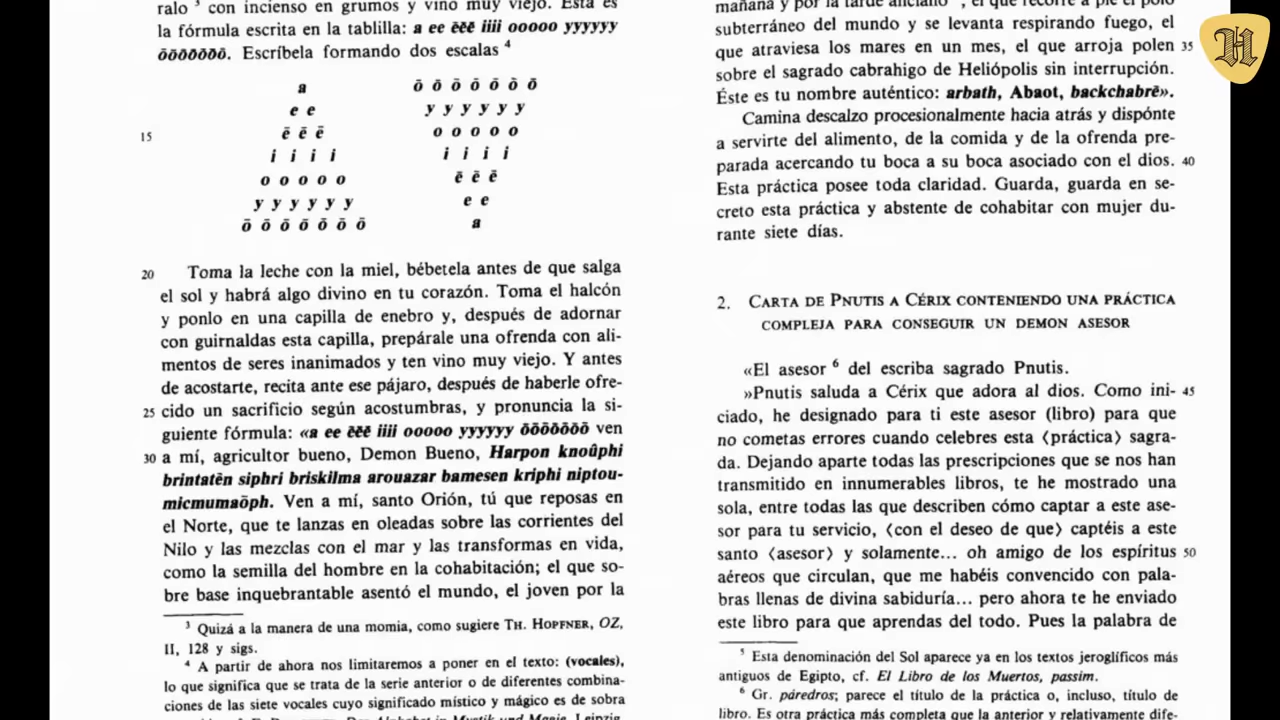 ralo 3 con incienso en grumos y vino muy viejo. Ésta es
la fórmula escrita en la tablilla: a ee ēēē iiii ooooo yyyyyy
ōōōōōōō. Escríbela formando dos escalas 4
a
e e
15 ē ē ē
i i i i
o o o o o
y y y y y y
ō ō ō ō ō ō ō
ō ō ō ō ō ō ō
y y y y y y
o o o o o
i i i i
ē ē ē
e e
a
20 Toma la leche con la miel, bébetela antes de que salga
el sol y habrá algo divino en tu corazón. Toma el halcón
y ponlo en una capilla de enebro y, después de adornar
con guirnaldas esta capilla, prepárale una ofrenda con ali-
mentos de seres inanimados y ten vino muy viejo. Y antes
de acostarte, recita ante ese pájaro, después de haberle ofre-
25 cido un sacrificio según acostumbras, y pronuncia la si-
guiente fórmula: «a ee ēēē iiii ooooo yyyyyy ōōōōōōō ven
30 a mí, agricultor bueno, Demon Bueno, Harpon knoûphi
brintatēn siphri briskilma arouazar bamesen kriphi niptou-
micmumaōph. Ven a mí, santo Orión, tú que reposas en
el Norte, que te lanzas en oleadas sobre las corrientes del
Nilo y las mezclas con el mar y las transformas en vida,
como la semilla del hombre en la cohabitación; el que so-
bre base inquebrantable asentó el mundo, el joven por la
3 Quizá a la manera de una momia, como sugiere TH. HOPFNER, OZ,
II, 128 y sigs.
4 A partir de ahora nos limitaremos a poner en el texto: (vocales),
lo que significa que se trata de la serie anterior o de diferentes combina-
ciones de las siete vocales cuyo significado místico y mágico es de sobra
mañana y por la tarde anciano 5, el que recorre a pie el polo
subterráneo del mundo y se levanta respirando fuego, el
que atraviesa los mares en un mes, el que arroja polen 35
sobre el sagrado cabrahigo de Heliópolis sin interrupción.
Éste es tu nombre auténtico: arbath, Abaot, backchabrē».
Camina descalzo procesionalmente hacia atrás y dispónte
a servirte del alimento, de la comida y de la ofrenda pre-
parada acercando tu boca a su boca asociado con el dios. 40
Esta práctica posee toda claridad. Guarda, guarda en se-
creto esta práctica y abstente de cohabitar con mujer du-
rante siete días.
2. CARTA DE PNUTIS A CÉRIX CONTENIENDO UNA PRÁCTICA
COMPLEJA PARA CONSEGUIR UN DEMON ASESOR
«El asesor 6 del escriba sagrado Pnutis.
»Pnutis saluda a Cérix que adora al dios. Como ini- 45
ciado, he designado para ti este asesor (libro) para que
no cometas errores cuando celebres esta ⟨práctica⟩ sagra-
da. Dejando aparte todas las prescripciones que se nos han
transmitido en innumerables libros, te he mostrado una
sola, entre todas las que describen cómo captar a este ase-
sor para tu servicio, ⟨con el deseo de que⟩ captéis a este
santo ⟨asesor⟩ y solamente... oh amigo de los espíritus 50
aéreos que circulan, que me habéis convencido con pala-
bras llenas de divina sabiduría... pero ahora te he enviado
este libro para que aprendas del todo. Pues la palabra de
5 Esta denominación del Sol aparece ya en los textos jeroglíficos más
antiguos de Egipto, cf. El Libro de los Muertos, passim.
6 Gr. páredros; parece el título de la práctica o, incluso, título de
libro. Es otra práctica más completa que la anterior y relativamente dife-